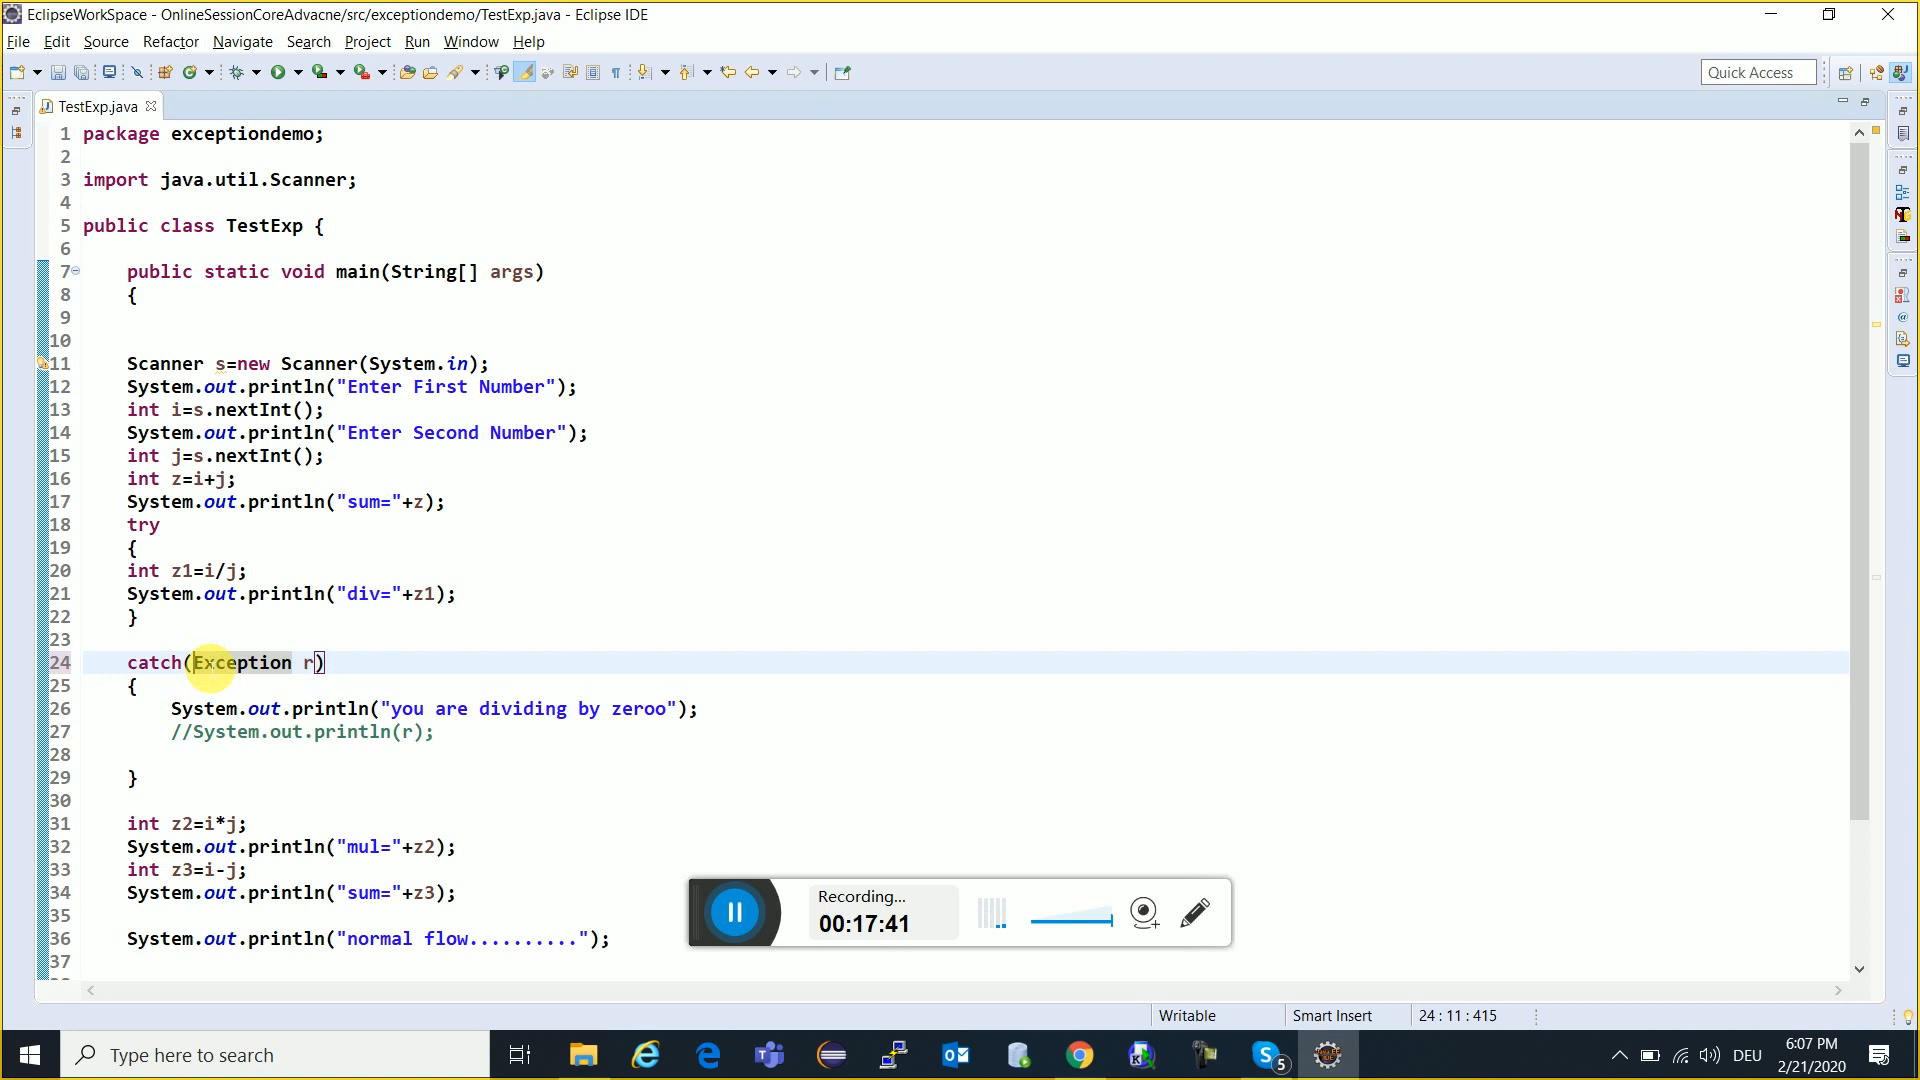 EclipseWorkSpace - OnlineSessionCoreAdvacne/src/exceptiondemo/TestExp.java - Eclipse IDE
File Edit Source Refactor Navigate Search Project Run Window Help
Quick Access
TestExp.java
1 package exceptiondemo;
2
3 import java.util.Scanner;
4
5 public class TestExp {
6
7 public static void main(String[] args)
8 {
9
10
11 Scanner s=new Scanner(System.in);
12 System.out.println("Enter First Number");
13 int i=s.nextInt();
14 System.out.println("Enter Second Number");
15 int j=s.nextInt();
16 int z=i+j;
17 System.out.println("sum="+z);
18 try
19 {
20 int z1=i/j;
21 System.out.println("div="+z1);
22 }
23
24 catch(Exception r)
25 {
26 System.out.println("you are dividing by zeroo");
27 //System.out.println(r);
28
29 }
30
31 int z2=i*j;
32 System.out.println("mul="+z2);
33 int z3=i-j;
34 System.out.println("sum="+z3);
35
36 System.out.println("normal flow..........");
37
Recording...
00:17:41
Writable Smart Insert 24 : 11 : 415
Type here to search
5
DEU
6:07 PM
2/21/2020